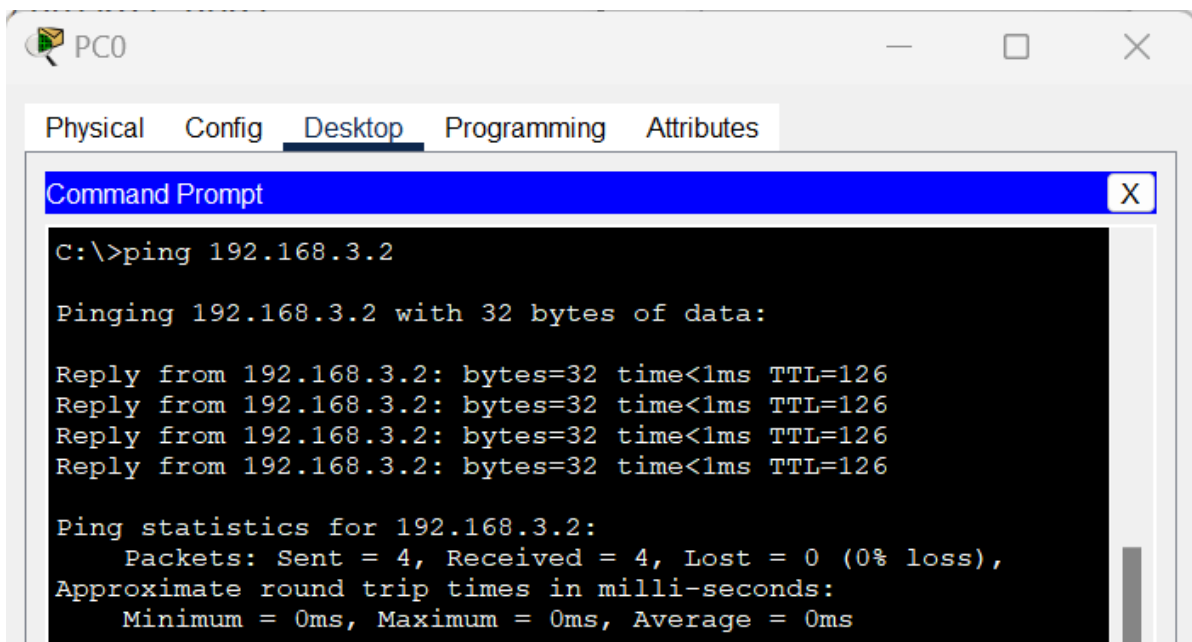 PC0
Physical Config Desktop Programming Attributes
Command Prompt X
C:\>ping 192.168.3.2
Pinging 192.168.3.2 with 32 bytes of data:
Reply from 192.168.3.2: bytes=32 time<1ms TTL=126
Reply from 192.168.3.2: bytes=32 time<1ms TTL=126
Reply from 192.168.3.2: bytes=32 time<1ms TTL=126
Reply from 192.168.3.2: bytes=32 time<1ms TTL=126
Ping statistics for 192.168.3.2:
Packets: Sent = 4, Received = 4, Lost = 0 (0% loss),
Approximate round trip times in milli-seconds:
Minimum = 0ms, Maximum = 0ms, Average = 0ms